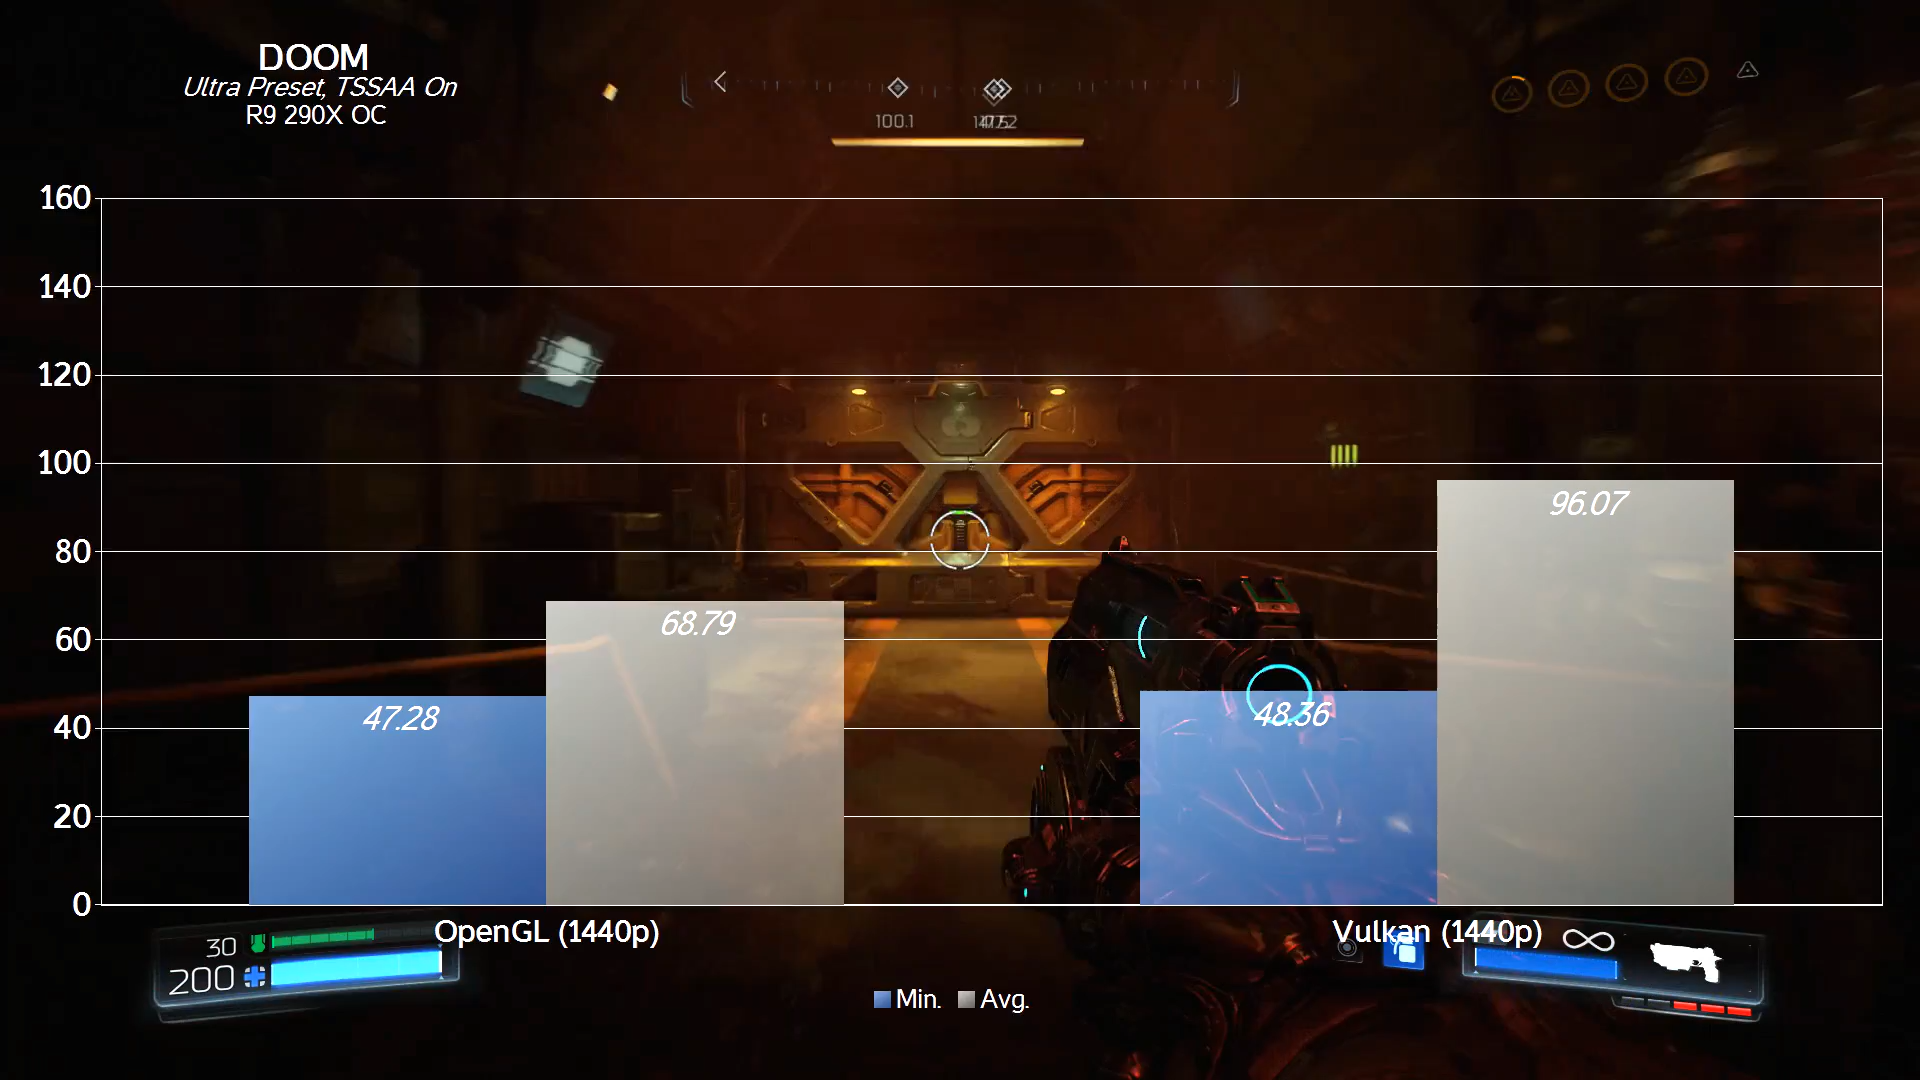 DOOM
Ultra Preset, TSSAA On
R9 290X OC
100.1
160
140
120
100
80
60
40
20
0
47.28
68.79
48.36
96.07
OpenGL (1440p)
Vulkan (1440p)
30
200
Min.
Avg.